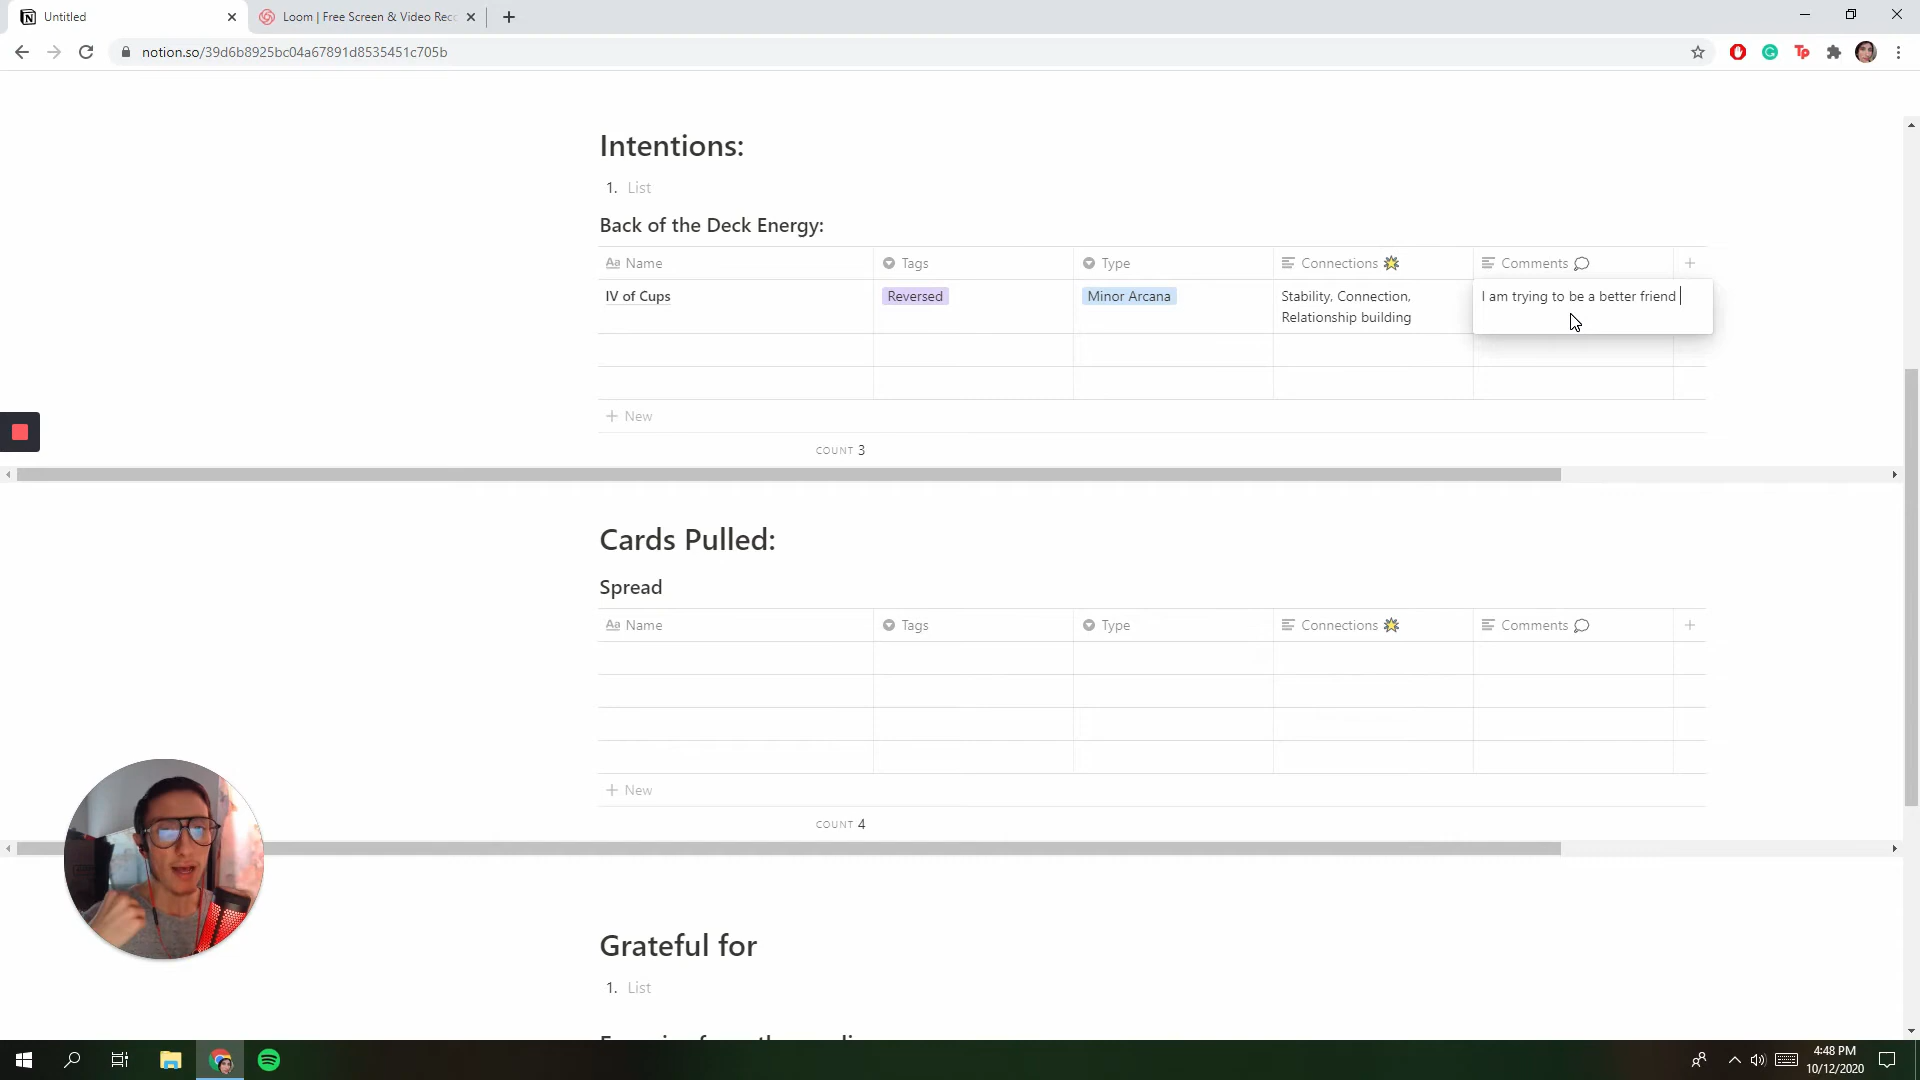 Untitled
Loom | Free Screen & Video Rec
notion.so/39d6b8925bc04a67891d8535451c705b
Intentions:
1. List
Back of the Deck Energy:
Aa Name Tags Type Connections Comments
IV of Cups Reversed Minor Arcana Stability, Connection, I am trying to be a better friend
Relationship building
+ New
COUNT 3
Cards Pulled:
Spread
Aa Name Tags Type Connections Comments
+ New
COUNT 4
Grateful for
1. List
4:48 PM
10/12/2020